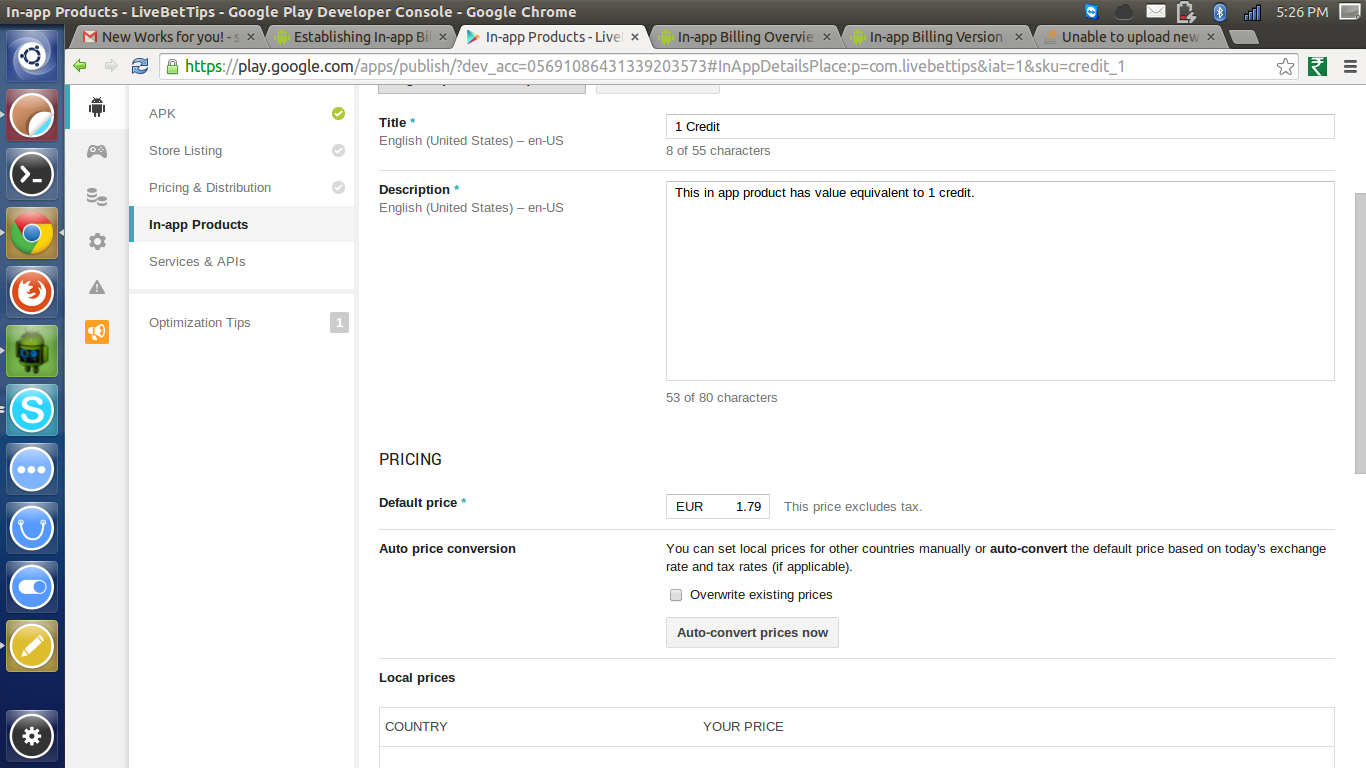 In-app Products - LiveBetTips - Google Play Developer Console - Google Chrome
5:26 PM
New Works for you! - s
Establishing In-app Bil
In-app Products - Live
In-app Billing Overvie
In-app Billing Version
Unable to upload new
https://play.google.com/apps/publish/?dev_acc=05691086431339203573#InAppDetailsPlace:p=com.livebettips&iat=1&sku=credit_1
APK
Store Listing
Pricing & Distribution
In-app Products
Services & APIs
Optimization Tips
1
Title *
English (United States) – en-US
1 Credit
8 of 55 characters
Description *
English (United States) – en-US
This in app product has value equivalent to 1 credit.
53 of 80 characters
PRICING
Default price *
EUR 1.79
This price excludes tax.
Auto price conversion
You can set local prices for other countries manually or auto-convert the default price based on today's exchange
rate and tax rates (if applicable).
Overwrite existing prices
Auto-convert prices now
Local prices
COUNTRY
YOUR PRICE